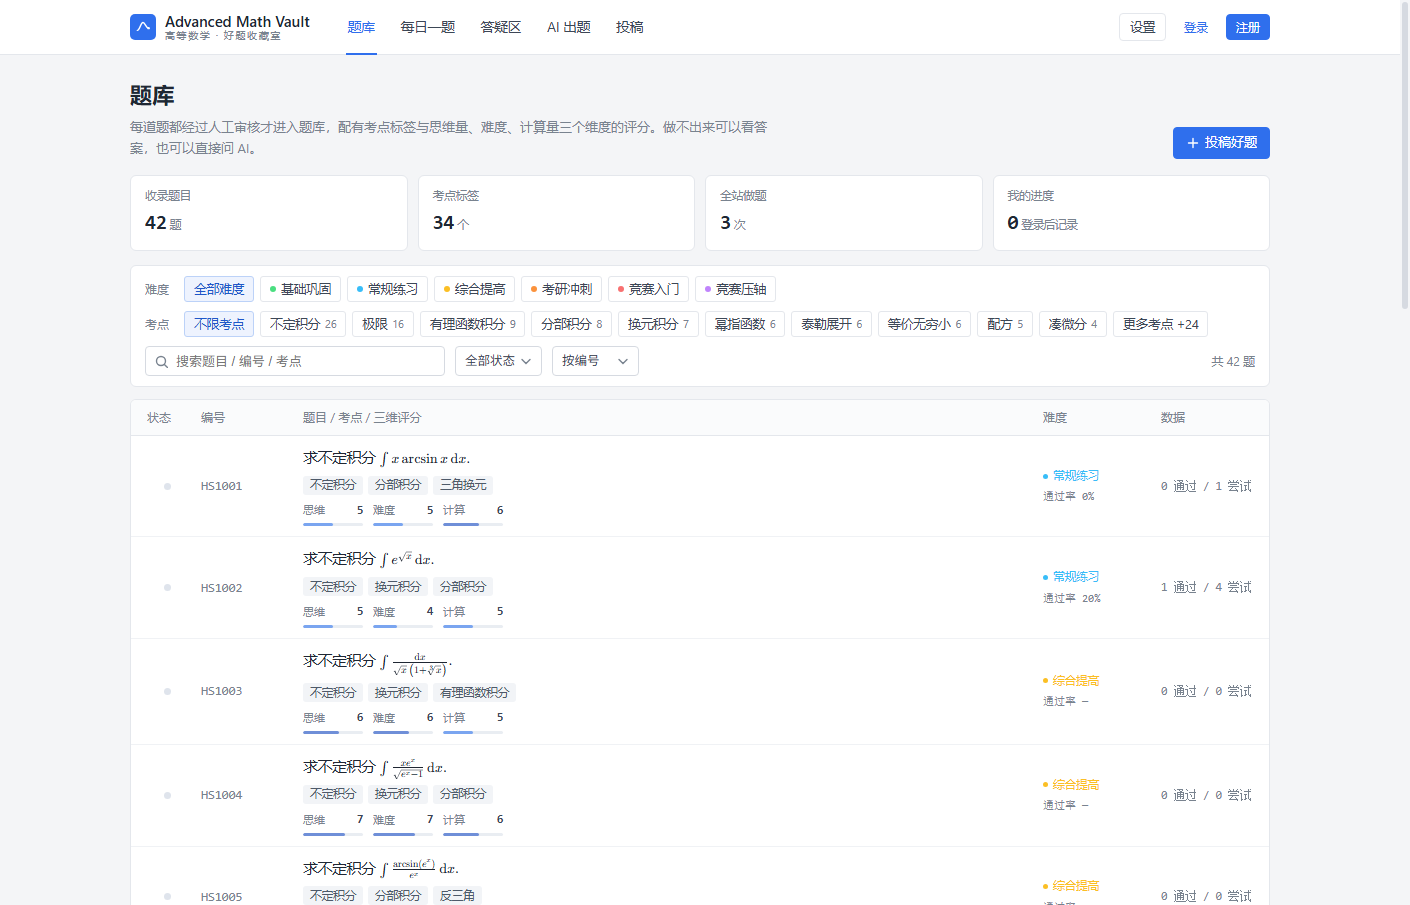 Advanced Math Vault
高等数学 · 好题收藏室
题库
每日一题
答疑区
AI 出题
投稿
设置
登录
注册
题库
每道题都经过人工审核才进入题库，配有考点标签与思维量、难度、计算量三个维度的评分。做不出来可以看答
案，也可以直接问 AI。
+ 投稿好题
收录题目
42 题
考点标签
34 个
全站做题
3 次
我的进度
0 登录后记录
难度 全部难度 基础巩固 常规练习 综合提高 考研冲刺 竞赛入门 竞赛压轴
考点 不限考点 不定积分 26 极限 16 有理函数积分 9 分部积分 8 换元积分 7 幂指函数 6 泰勒展开 6 等价无穷小 6 配方 5 凑微分 4 更多考点 +24
搜索题目 / 编号 / 考点
全部状态
按编号
共 42 题
状态 编号 题目 / 考点 / 三维评分 难度 数据
HS1001
求不定积分 ∫ x arcsin x dx.
不定积分 分部积分 三角换元
思维 5 难度 5 计算 6
常规练习
通过率 0%
0 通过 / 1 尝试
HS1002
求不定积分 ∫ e^{√x} dx.
不定积分 换元积分 分部积分
思维 5 难度 4 计算 5
常规练习
通过率 20%
1 通过 / 4 尝试
HS1003
求不定积分 ∫ dx / (√x (1+∛x)).
不定积分 换元积分 有理函数积分
思维 6 难度 6 计算 5
综合提高
通过率 —
0 通过 / 0 尝试
HS1004
求不定积分 ∫ xe^x / √(e^x−1) dx.
不定积分 换元积分 分部积分
思维 7 难度 7 计算 6
综合提高
通过率 —
0 通过 / 0 尝试
HS1005
求不定积分 ∫ arcsin(e^x) / e^x dx.
不定积分 分部积分 反三角
综合提高
0 通过 / 0 尝试